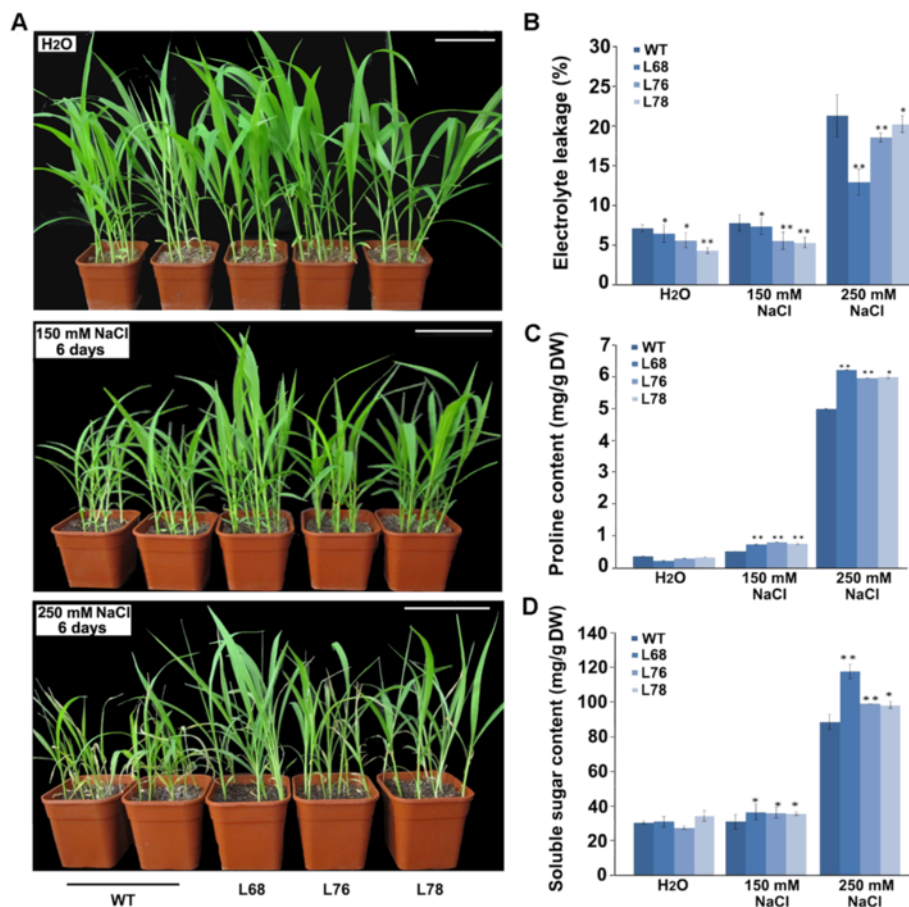 A
H2O
150 mM NaCl
6 days
250 mM NaCl
6 days
WT
L68
L76
L78
B
Electrolyte leakage (%)
30
25
20
15
10
5
0
WT
L68
L76
L78
*
*
**
*
**
**
**
**
*
H2O
150 mM
NaCl
250 mM
NaCl
C
Proline content (mg/g DW)
7
6
5
4
3
2
1
0
WT
L68
L76
L78
**
**
**
**
**
*
H2O
150 mM
NaCl
250 mM
NaCl
D
Soluble sugar content (mg/g DW)
140
120
100
80
60
40
20
0
WT
L68
L76
L78
*
*
*
**
**
*
H2O
150 mM
NaCl
250 mM
NaCl